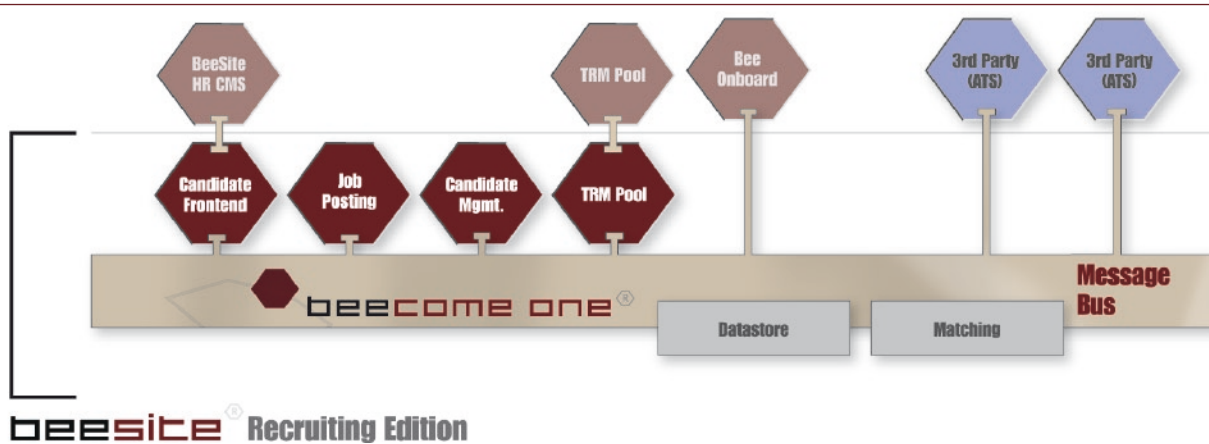 BeeSite
HR CMS
TRM Pool
Bee
Onboard
3rd Party
(ATS)
3rd Party
(ATS)
Candidate
Frontend
Job
Posting
Candidate
Mgmt.
TRM Pool
beecome one®
Message
Bus
Datastore
Matching
beesite® Recruiting Edition